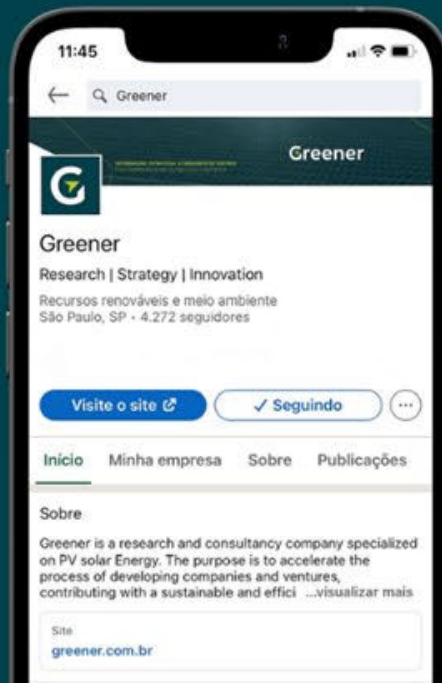 11:45
Greener
Greener
G
Greener
Research | Strategy | Innovation
Recursos renováveis e meio ambiente
São Paulo, SP • 4.272 seguidores
Visite o site
Seguindo
Início Minha empresa Sobre Publicações
Sobre
Greener is a research and consultancy company specialized
on PV solar Energy. The purpose is to accelerate the
process of developing companies and ventures,
contributing with a sustainable and effici ...visualizar mais
Site
greener.com.br